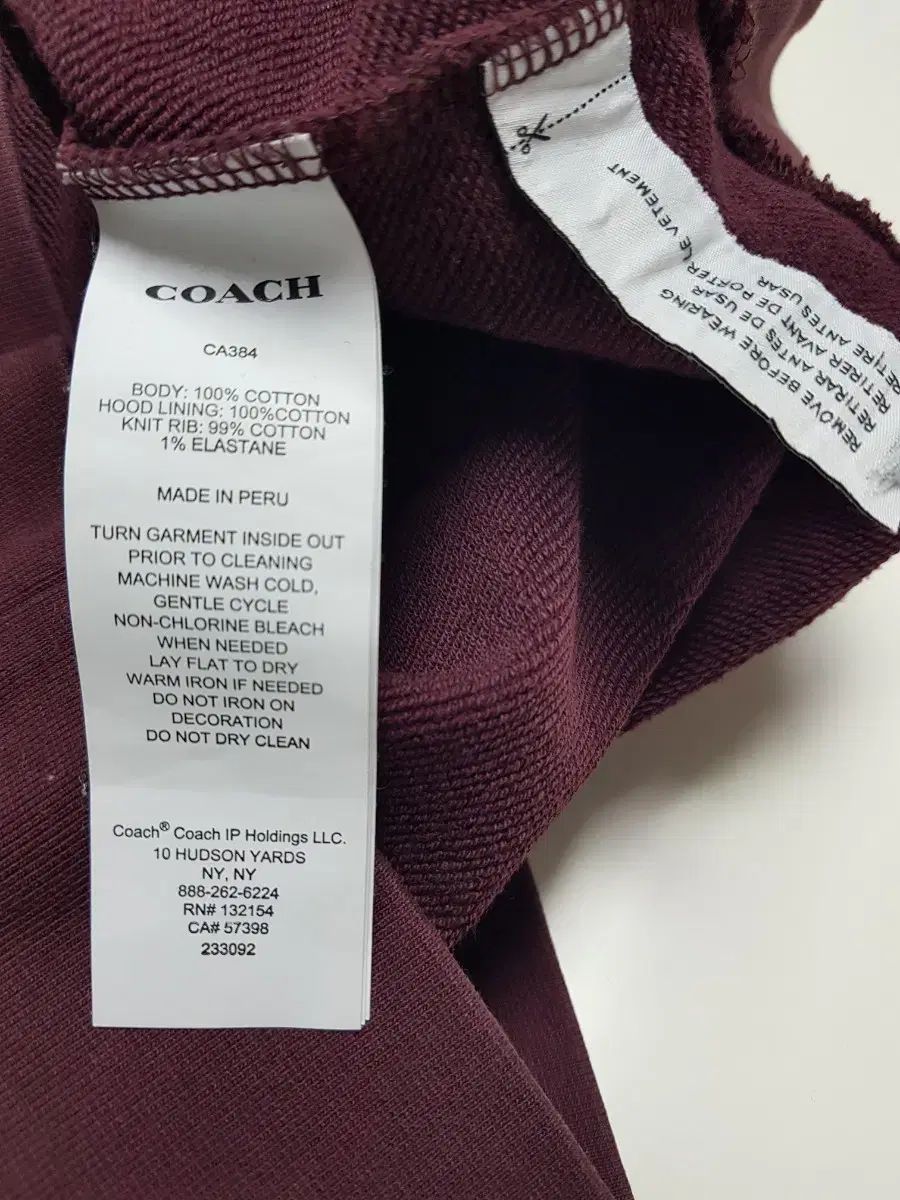 COACH
CA384
BODY: 100% COTTON
HOOD LINING: 100%COTTON
KNIT RIB: 99% COTTON
1% ELASTANE
MADE IN PERU
TURN GARMENT INSIDE OUT
PRIOR TO CLEANING
MACHINE WASH COLD,
GENTLE CYCLE
NON-CHLORINE BLEACH
WHEN NEEDED
LAY FLAT TO DRY
WARM IRON IF NEEDED
DO NOT IRON ON
DECORATION
DO NOT DRY CLEAN
Coach® Coach IP Holdings LLC.
10 HUDSON YARDS
NY, NY
888-262-6224
RN# 132154
CA# 57398
233092
REMOVE BEFORE WEARING
RETIRAR ANTES DE USAR
RETIRER AVANT DE PORTER LE VETEMENT
RETIRE ANTES USAR